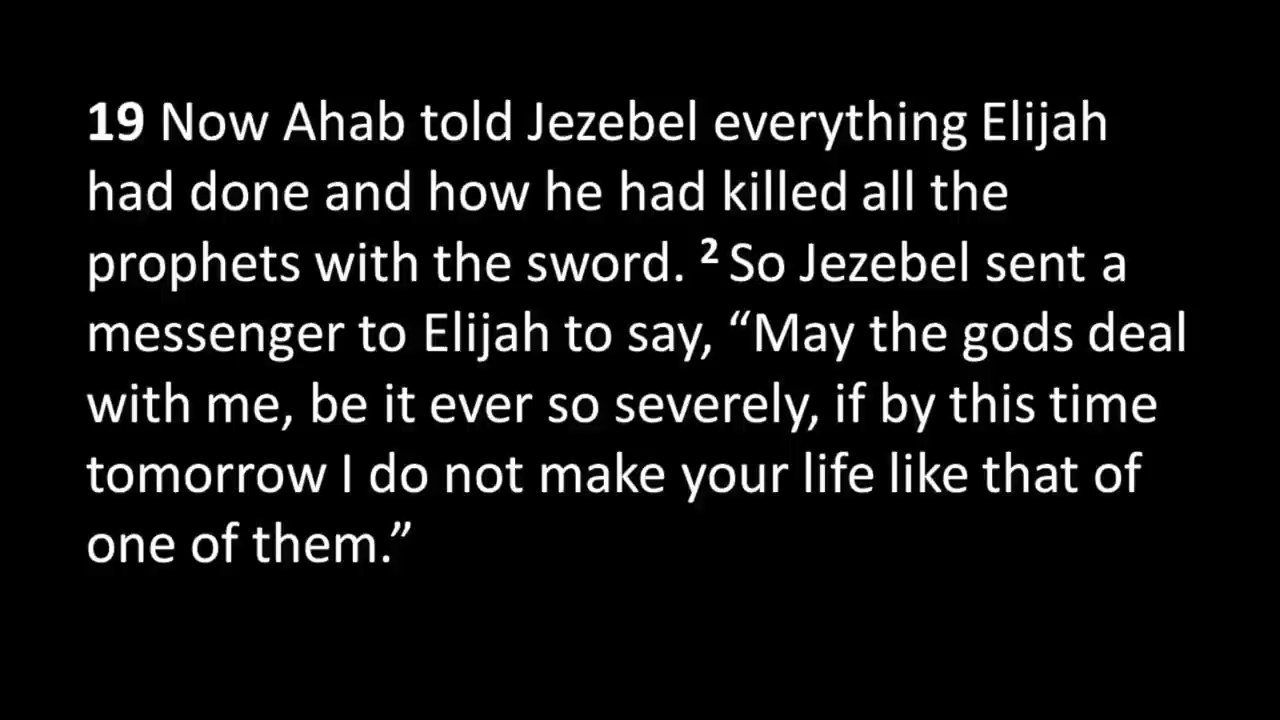 19 Now Ahab told Jezebel everything Elijah
had done and how he had killed all the
prophets with the sword. ² So Jezebel sent a
messenger to Elijah to say, “May the gods deal
with me, be it ever so severely, if by this time
tomorrow I do not make your life like that of
one of them.”